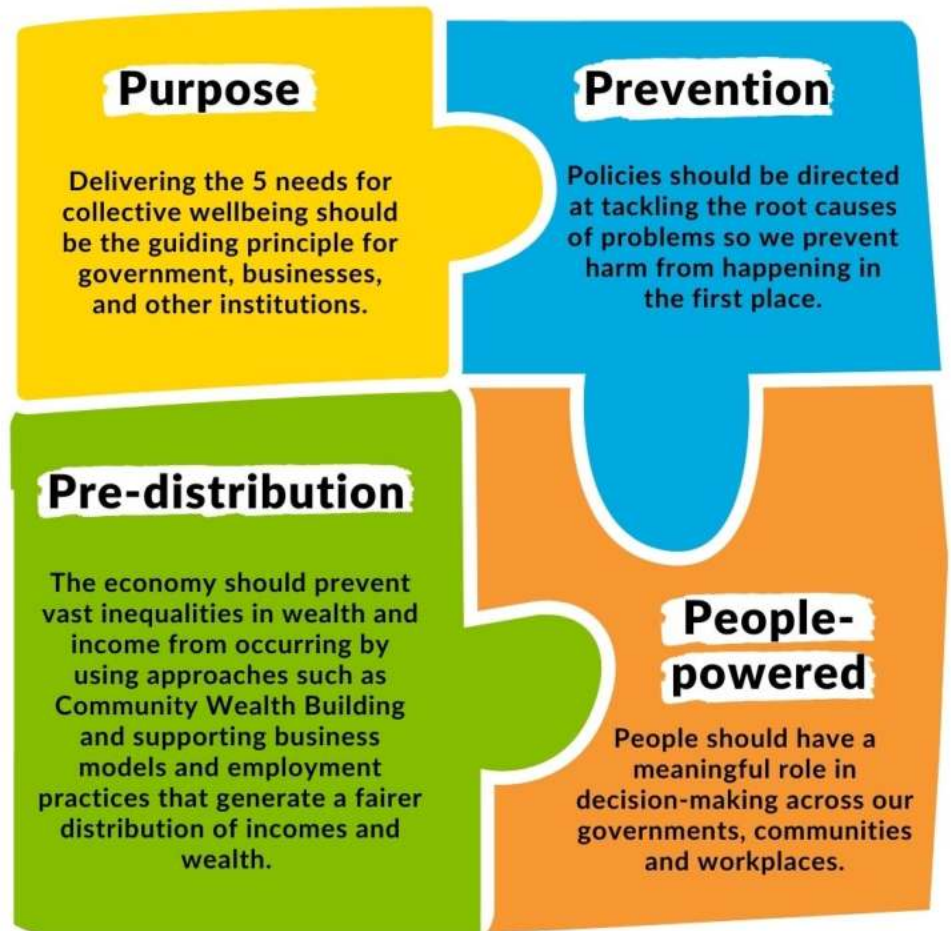 Purpose
Delivering the 5 needs for
collective wellbeing should
be the guiding principle for
government, businesses,
and other institutions.
Prevention
Policies should be directed
at tackling the root causes
of problems so we prevent
harm from happening in
the first place.
Pre-distribution
The economy should prevent
vast inequalities in wealth and
income from occurring by
using approaches such as
Community Wealth Building
and supporting business
models and employment
practices that generate a fairer
distribution of incomes and
wealth.
People-
powered
People should have a
meaningful role in
decision-making across our
governments, communities
and workplaces.